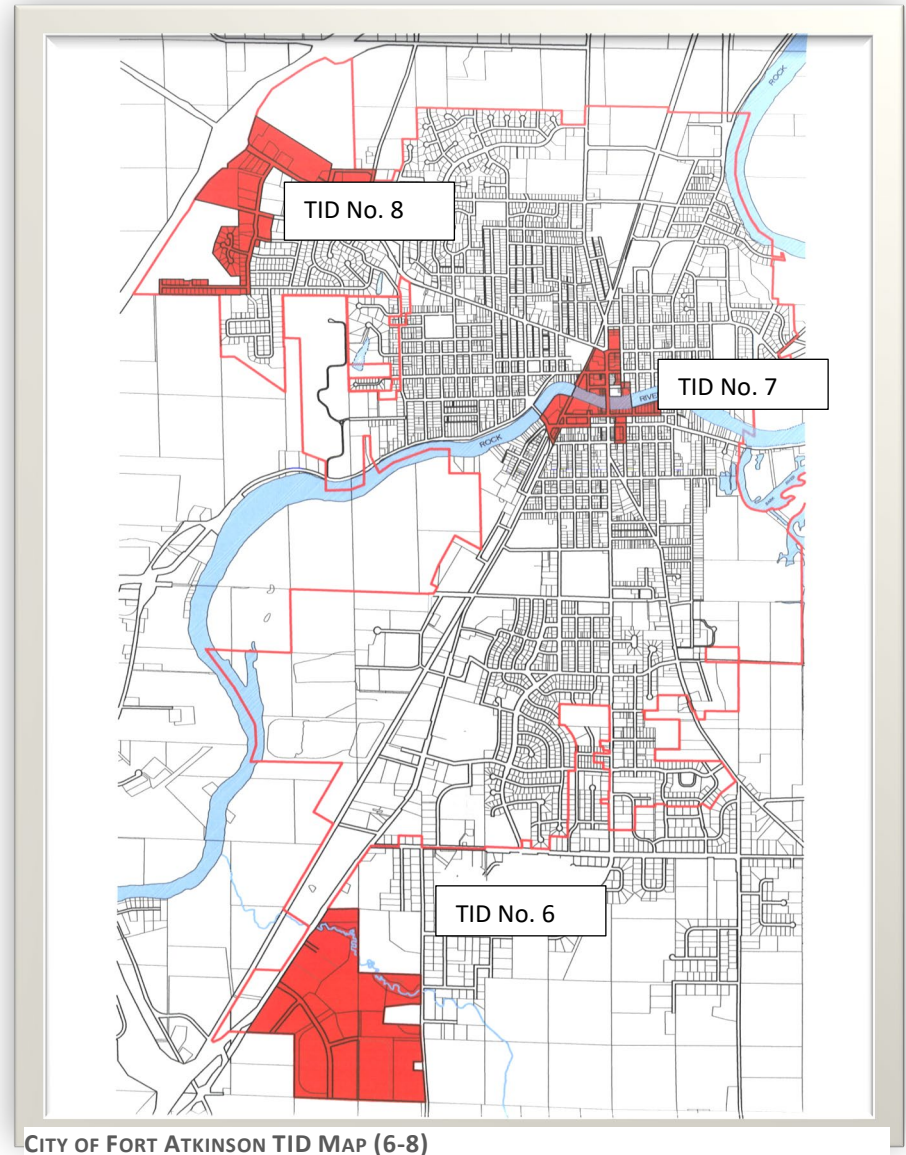 ROCK
TID No. 8
TID No. 7
RIVE
ROCK
TID No. 6
CITY OF FORT ATKINSON TID MAP (6-8)